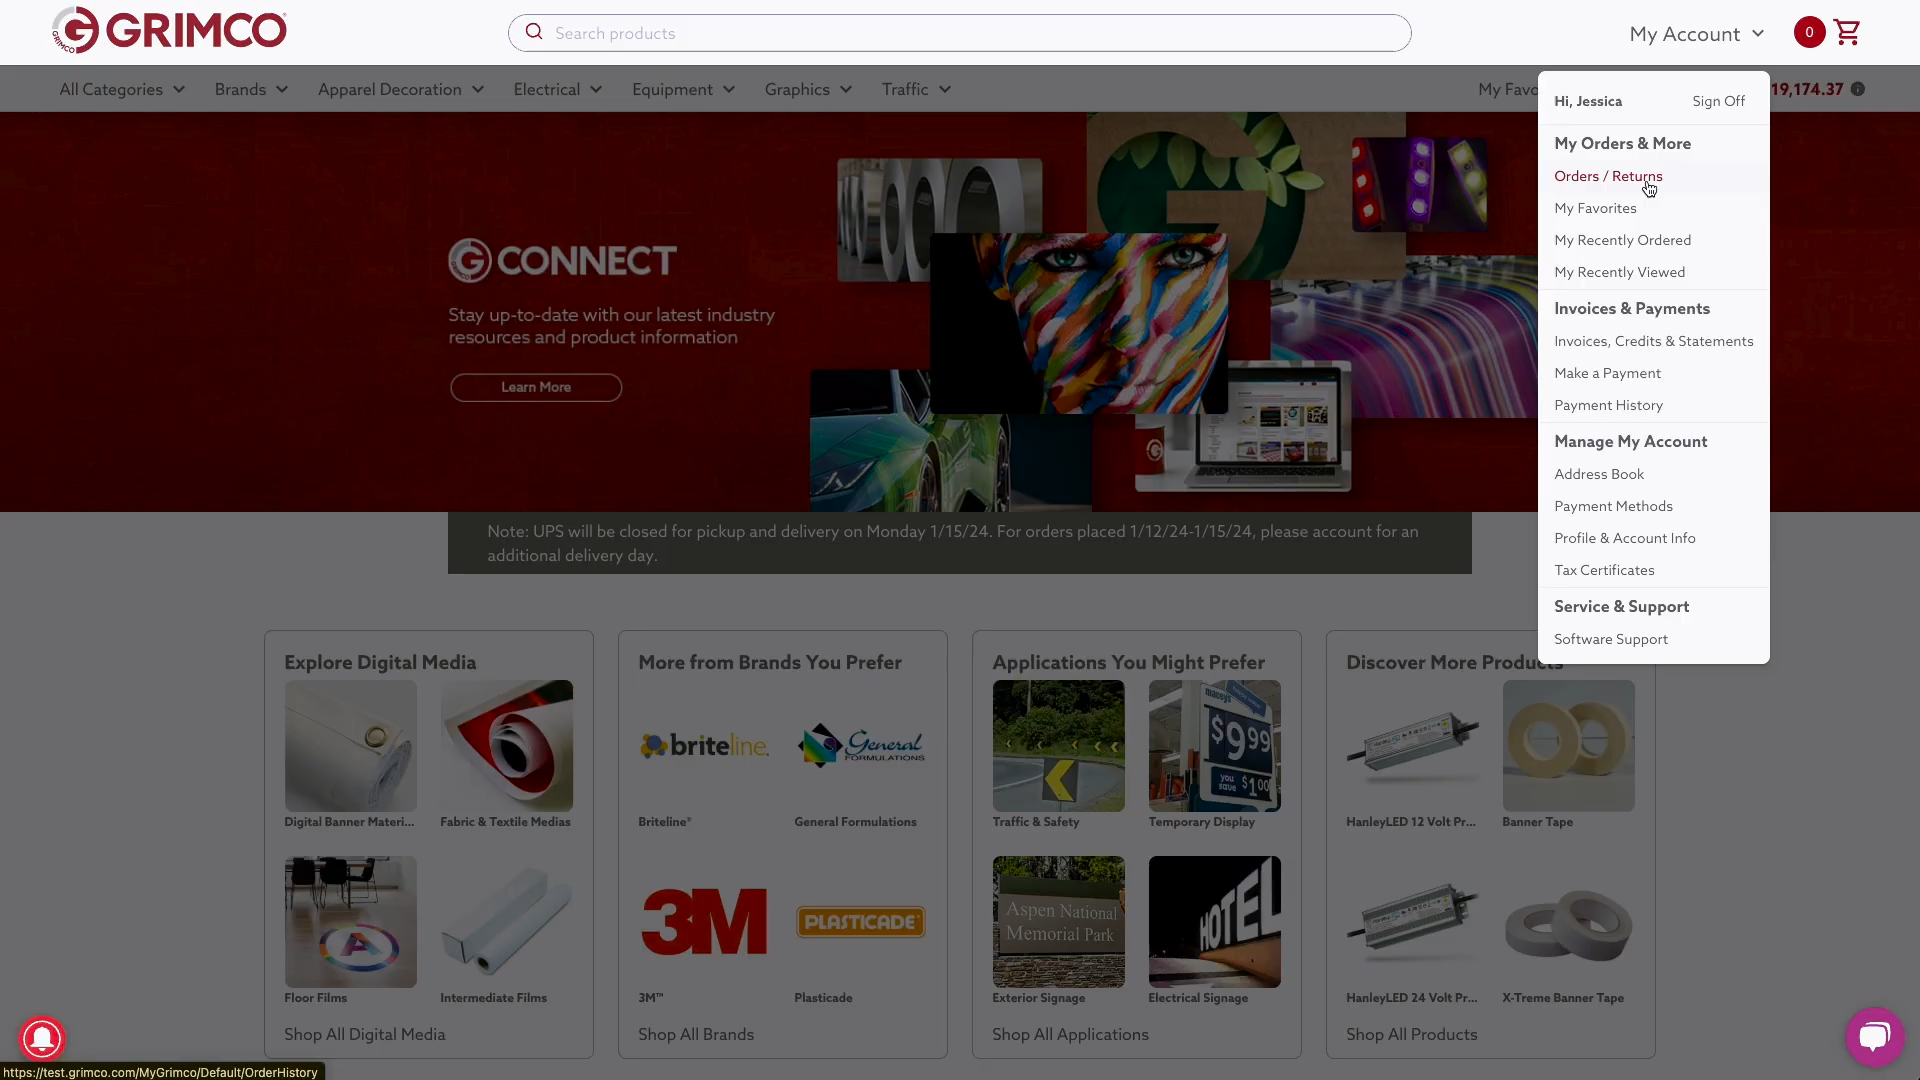 GRIMCO
Search products
My Account
0
All Categories
Brands
Apparel Decoration
Electrical
Equipment
Graphics
Traffic
My Favo
19,174.37
Hi, Jessica
Sign Off
My Orders & More
Orders / Returns
My Favorites
My Recently Ordered
My Recently Viewed
Invoices & Payments
Invoices, Credits & Statements
Make a Payment
Payment History
Manage My Account
Address Book
Payment Methods
Profile & Account Info
Tax Certificates
Service & Support
Software Support
CONNECT
Stay up-to-date with our latest industry
resources and product information
Learn More
Note: UPS will be closed for pickup and delivery on Monday 1/15/24. For orders placed 1/12/24-1/15/24, please account for an
additional delivery day.
Explore Digital Media
Digital Banner Materi...
Fabric & Textile Medias
Floor Films
Intermediate Films
Shop All Digital Media
More from Brands You Prefer
briteline.
General
FORMULATIONS
Briteline®
General Formulations
3M
PLASTICADE
3M™
Plasticade
Shop All Brands
Applications You Might Prefer
macys
$9.99
you save $1.00
Traffic & Safety
Temporary Display
Aspen National
Memorial Park
HOTEL
Exterior Signage
Electrical Signage
Shop All Applications
Discover More Products
HanleyLED 12 Volt Pr...
Banner Tape
HanleyLED 24 Volt Pr...
X-Treme Banner Tape
Shop All Products
https://test.grimco.com/MyGrimco/Default/OrderHistory